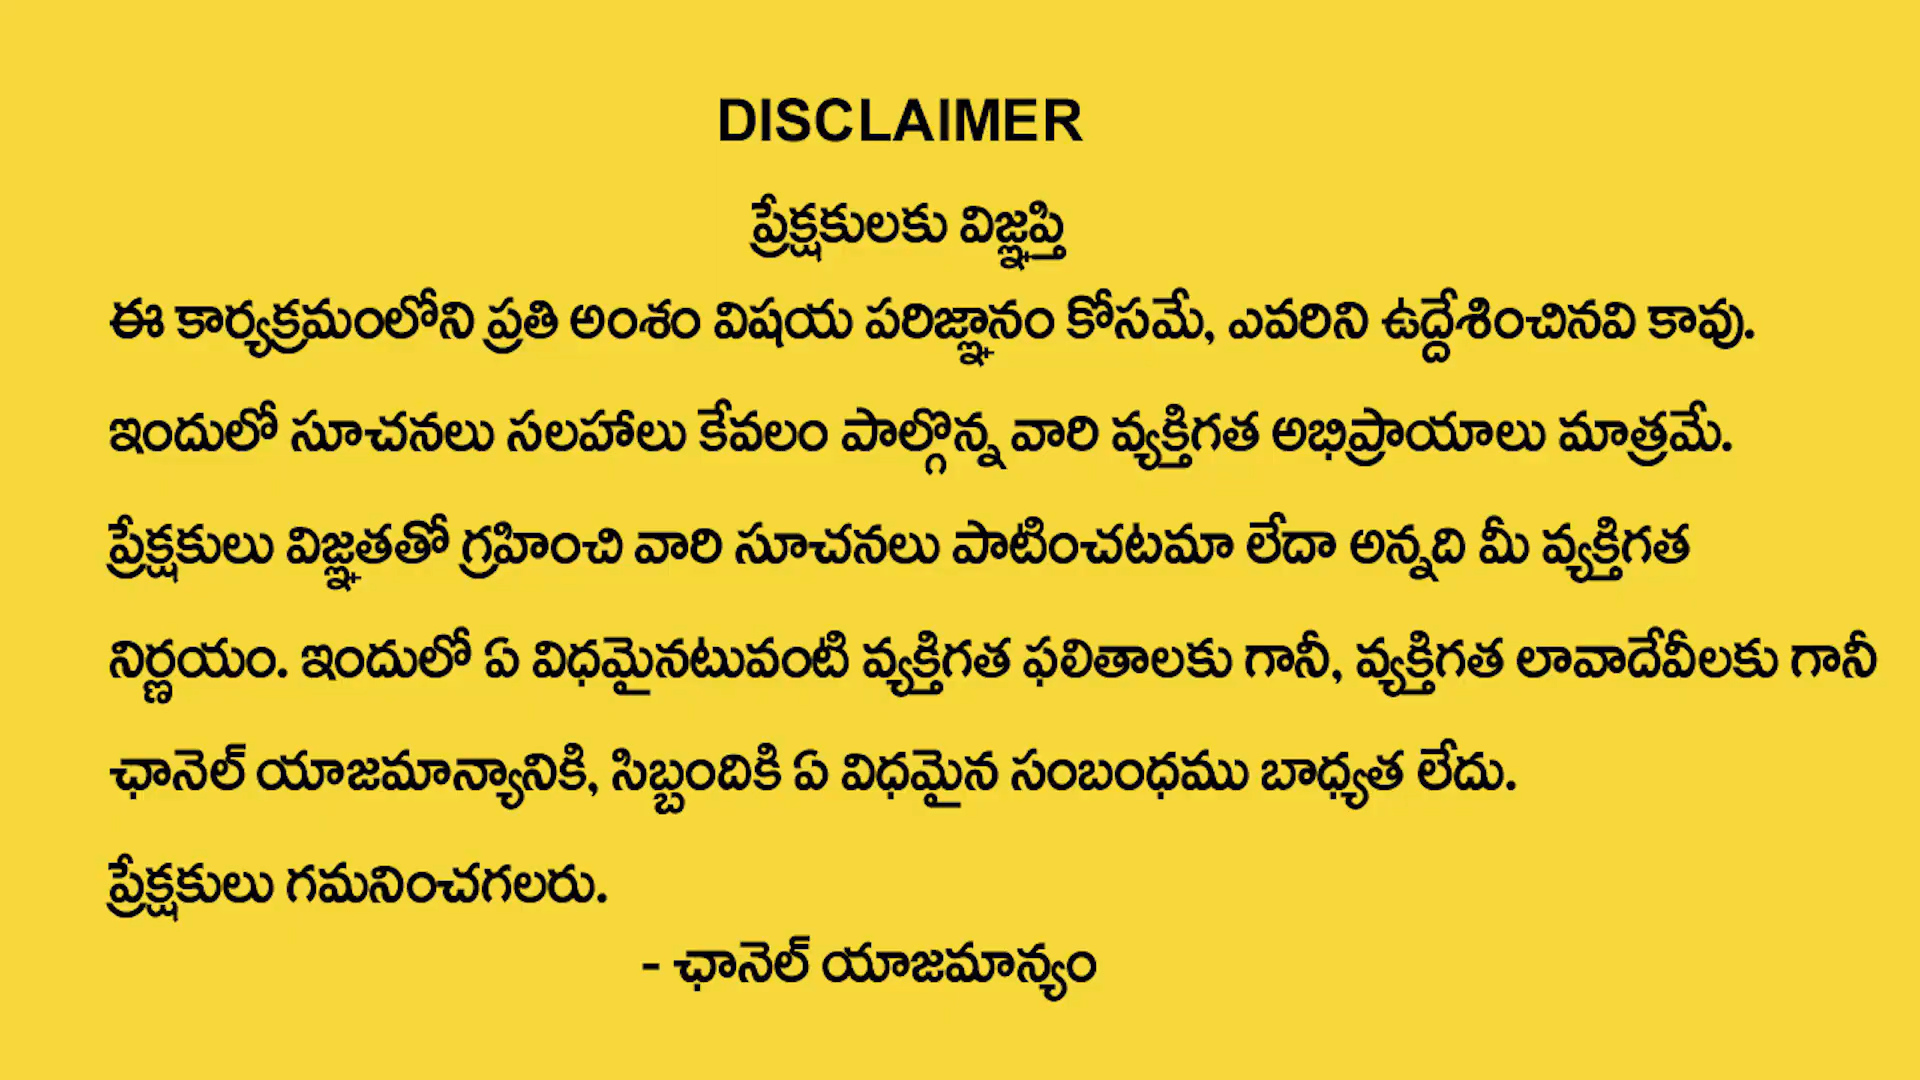 DISCLAIMER
ప్రేక్షకులకు విజ్ఞప్తి
ఈ కార్యక్రమంలోని ప్రతి అంశం విషయ పరిజ్ఞానం కోసమే, ఎవరిని ఉద్దేశించినవి కావు.
ఇందులో సూచనలు సలహాలు కేవలం పాల్గొన్న వారి వ్యక్తిగత అభిప్రాయాలు మాత్రమే.
ప్రేక్షకులు విజ్ఞతతో గ్రహించి వారి సూచనలు పాటించటమా లేదా అన్నది మీ వ్యక్తిగత
నిర్ణయం. ఇందులో ఏ విధమైనటువంటి వ్యక్తిగత ఫలితాలకు గానీ, వ్యక్తిగత లావాదేవీలకు గానీ
ఛానెల్ యాజమాన్యానికి, సిబ్బందికి ఏ విధమైన సంబంధము బాధ్యత లేదు.
ప్రేక్షకులు గమనించగలరు.
- ఛానెల్ యాజమాన్యం